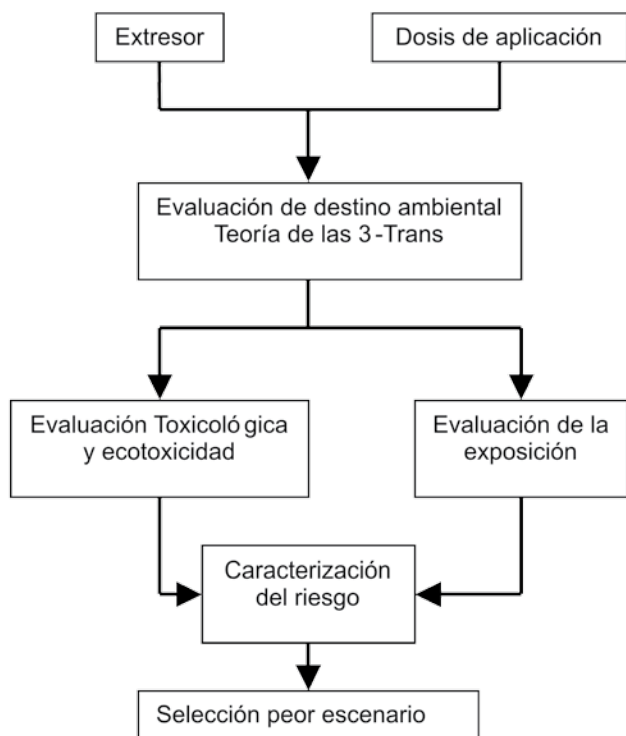 Extresor
Dosis de aplicación
Evaluación de destino ambiental
Teoría de las 3-Trans
Evaluación Toxicoló gica
y ecotoxicidad
Evaluación de la
exposición
Caracterización
del riesgo
Selección peor escenario